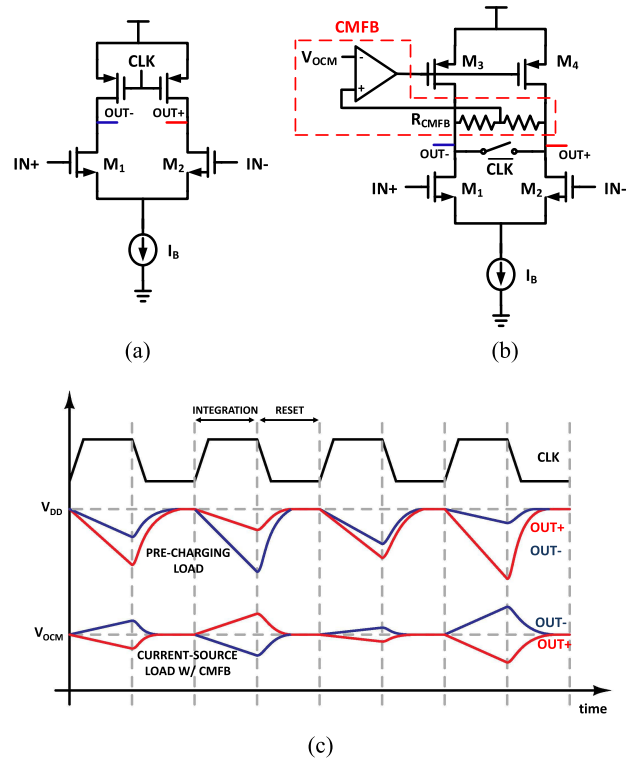 CLK
OUT-
OUT+
IN+
M1
M2
IN-
IB
(a)
CMFB
VOCM
-
+
M3
M4
RCMFB
OUT-
CLK
OUT+
IN+
M1
M2
IN-
IB
(b)
INTEGRATION
RESET
CLK
VDD
PRE-CHARGING
LOAD
OUT+
OUT-
VOCM
CURRENT-SOURCE
LOAD W/ CMFB
OUT-
OUT+
time
(c)